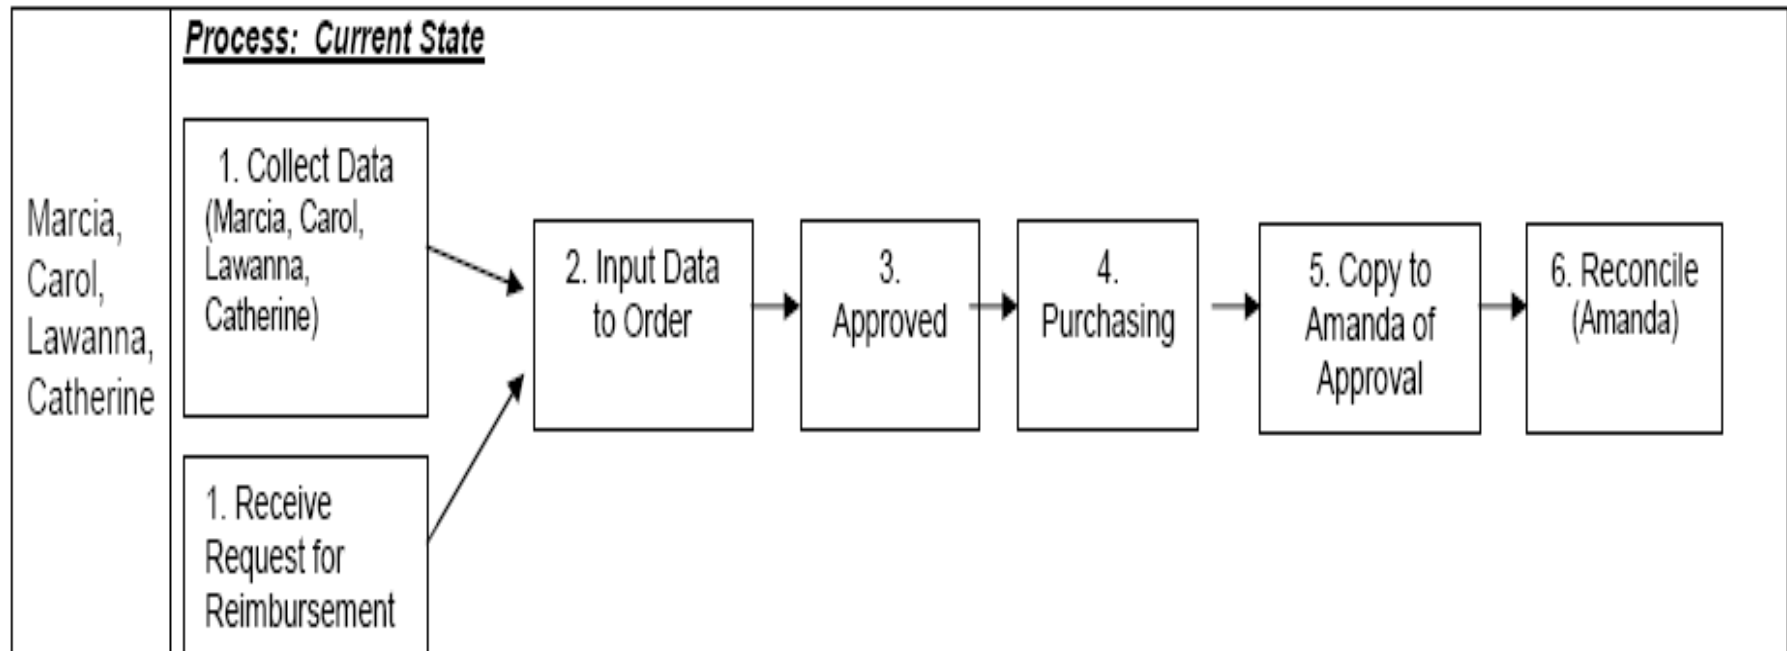 Process: Current State
Marcia,
Carol,
Lawanna,
Catherine
1. Collect Data
(Marcia, Carol,
Lawanna,
Catherine)
1. Receive
Request for
Reimbursement
2. Input Data
to Order
3.
Approved
4.
Purchasing
5. Copy to
Amanda of
Approval
6. Reconcile
(Amanda)